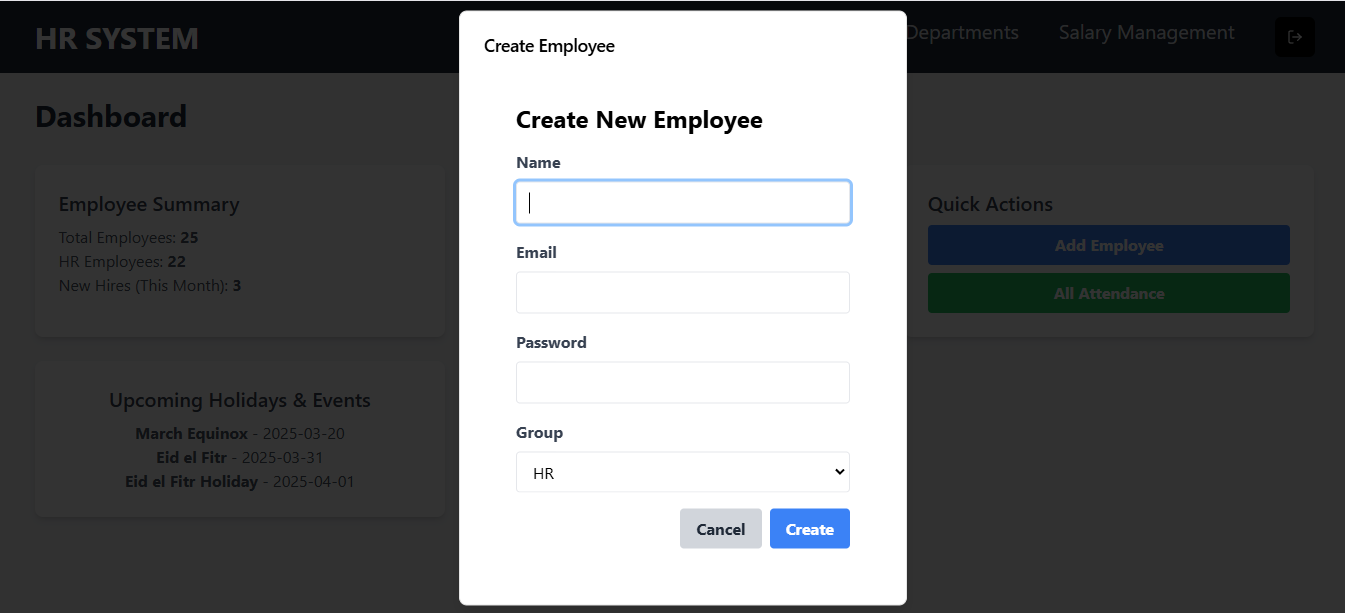 HR SYSTEM
Departments
Salary Management
Dashboard
Employee Summary
Total Employees: 25
HR Employees: 22
New Hires (This Month): 3
Upcoming Holidays & Events
March Equinox - 2025-03-20
Eid el Fitr - 2025-03-31
Eid el Fitr Holiday - 2025-04-01
Quick Actions
Add Employee
All Attendance
Create Employee
Create New Employee
Name
Email
Password
Group
HR
Cancel
Create